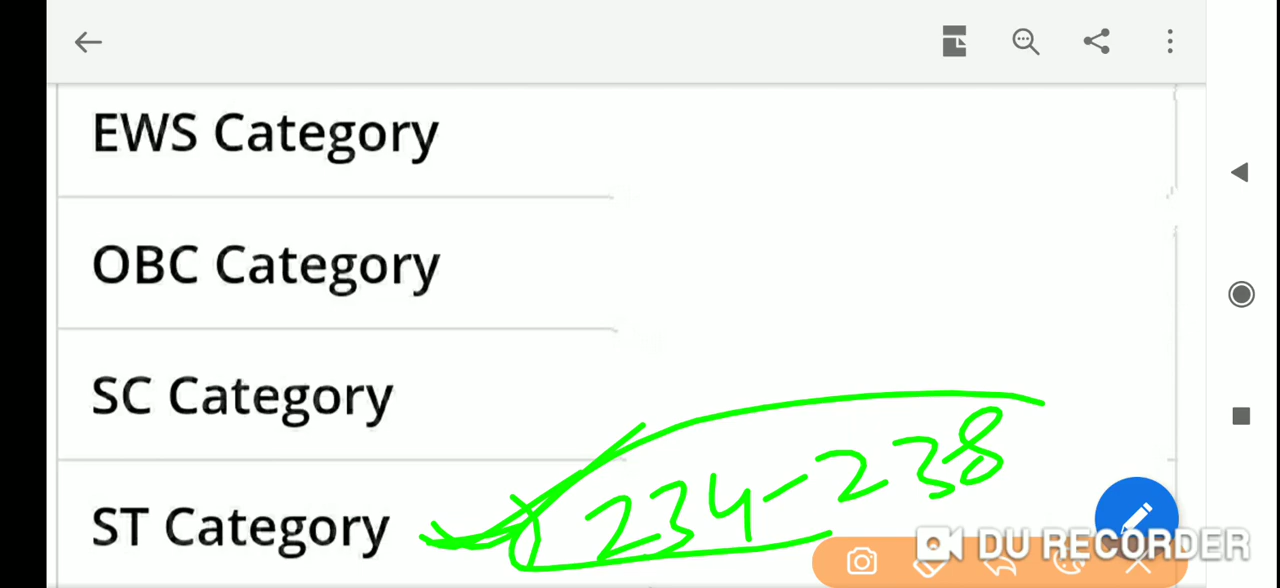 EWS Category
OBC Category
SC Category
ST Category
234-238
DU RECORDER